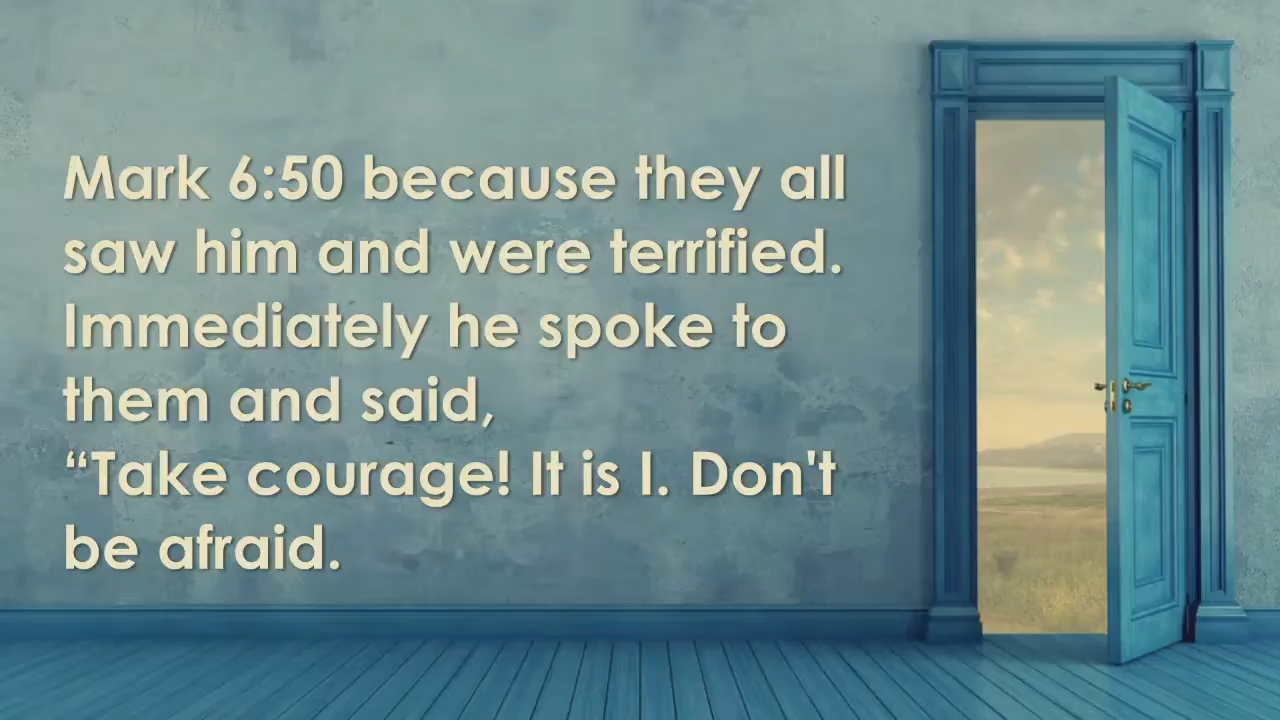 Mark 6:50 because they all
saw him and were terrified.
Immediately he spoke to
them and said,
“Take courage! It is I. Don't
be afraid.